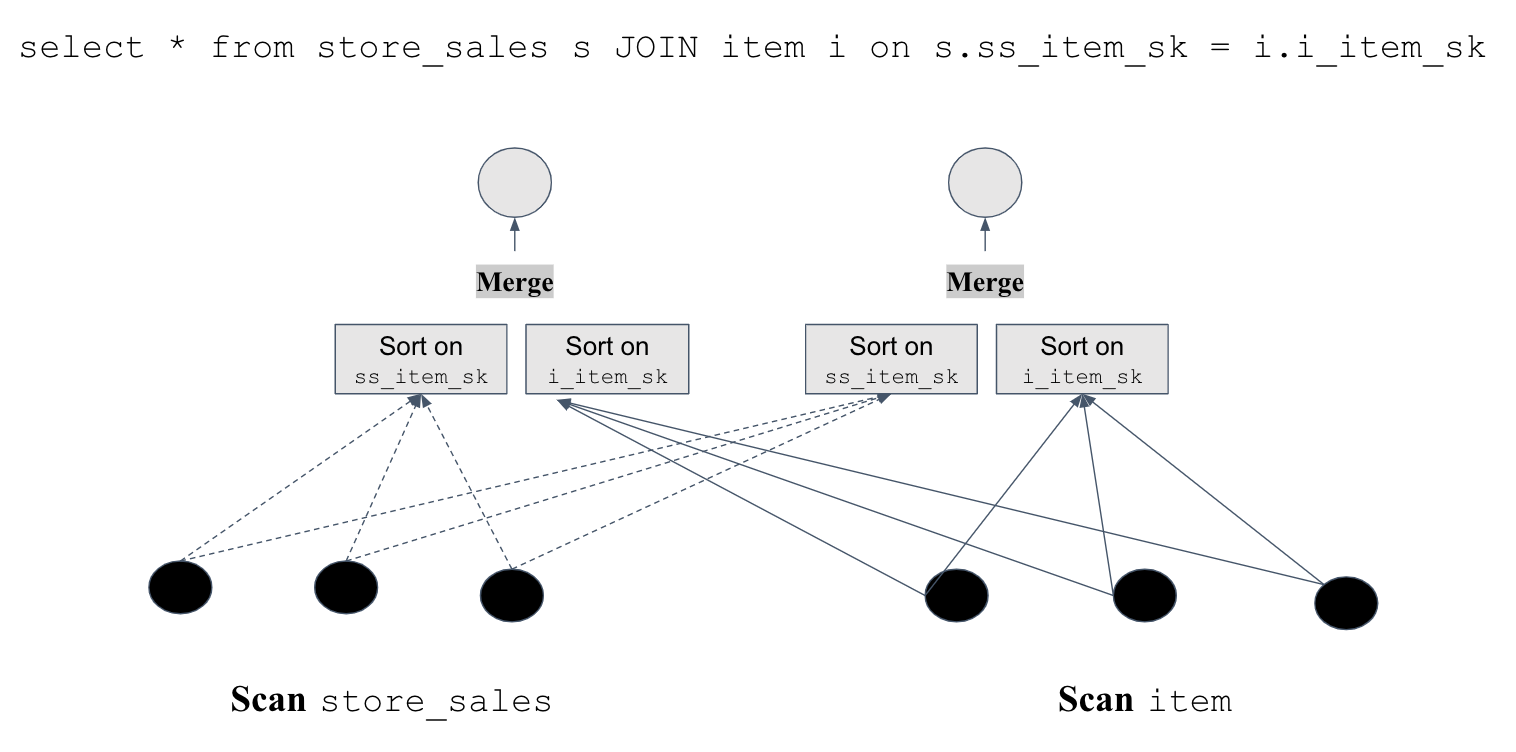 select * from store_sales s JOIN item i on s.ss_item_sk = i.i_item_sk
Merge
Merge
Sort on
ss_item_sk
Sort on
i_item_sk
Sort on
ss_item_sk
Sort on
i_item_sk
Scan store_sales
Scan item